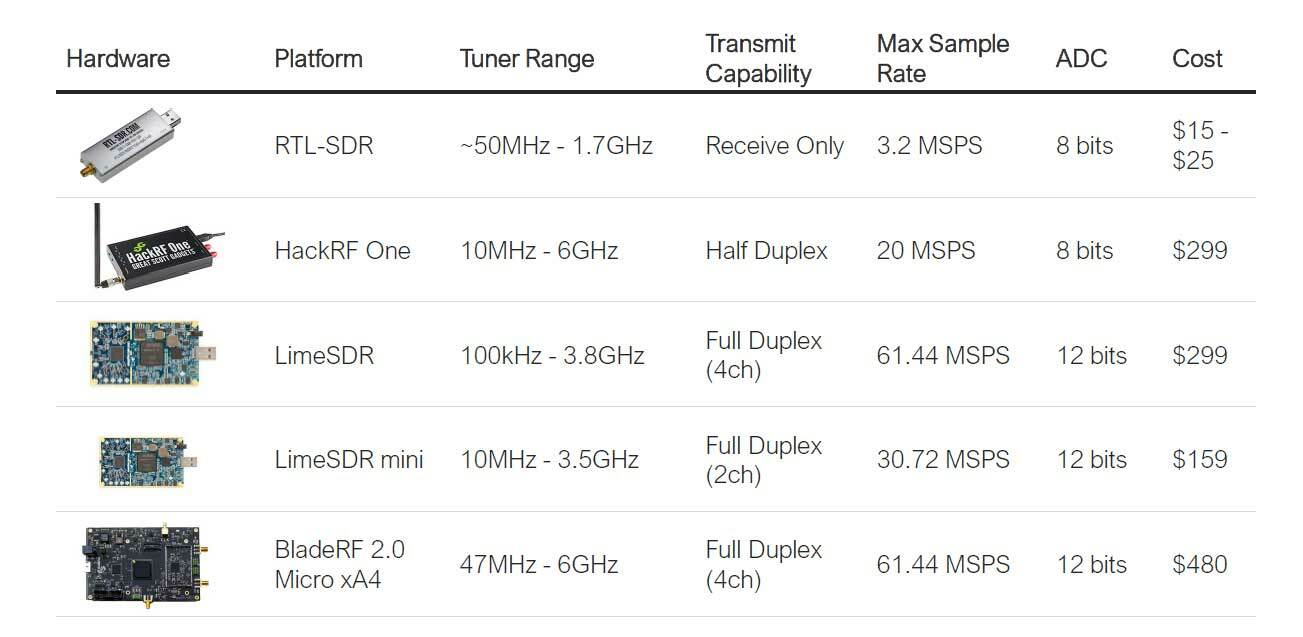 Hardware
Platform
Tuner Range
Transmit
Capability
Max Sample
Rate
ADC
Cost
RTL-SDR.COM
RTL-SDR
~50MHz - 1.7GHz
Receive Only
3.2 MSPS
8 bits
$15 -
$25
HackRF One
GREAT SCOTT GADGETS
HackRF One
10MHz - 6GHz
Half Duplex
20 MSPS
8 bits
$299
LimeSDR
100kHz - 3.8GHz
Full Duplex
(4ch)
61.44 MSPS
12 bits
$299
LimeSDR mini
10MHz - 3.5GHz
Full Duplex
(2ch)
30.72 MSPS
12 bits
$159
BladeRF 2.0
Micro xA4
47MHz - 6GHz
Full Duplex
(4ch)
61.44 MSPS
12 bits
$480